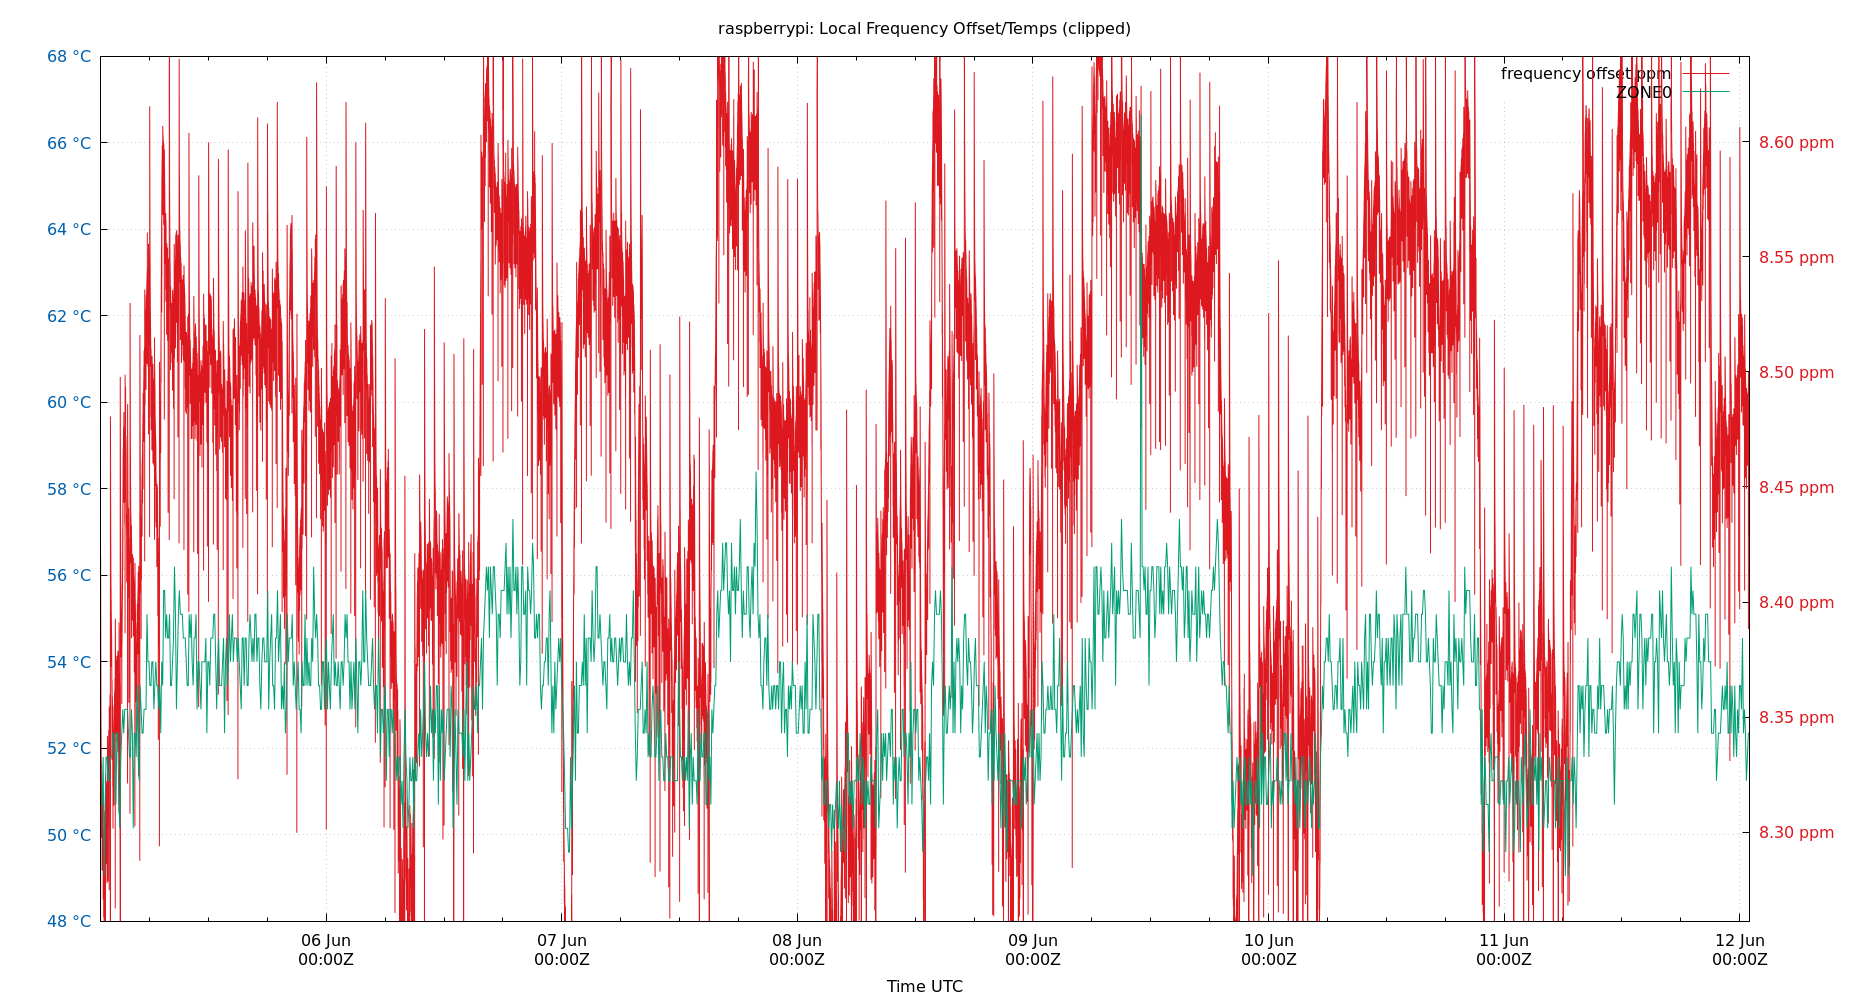 raspberrypi: Local Frequency Offset/Temps (clipped)
68 °C
66 °C
64 °C
62 °C
60 °C
58 °C
56 °C
54 °C
52 °C
50 °C
48 °C
frequency offset ppm
ZONE0
8.60 ppm
8.55 ppm
8.50 ppm
8.45 ppm
8.40 ppm
8.35 ppm
8.30 ppm
06 Jun 07 Jun 08 Jun 09 Jun 10 Jun 11 Jun 12 Jun
00:00Z 00:00Z 00:00Z 00:00Z 00:00Z 00:00Z 00:00Z
Time UTC